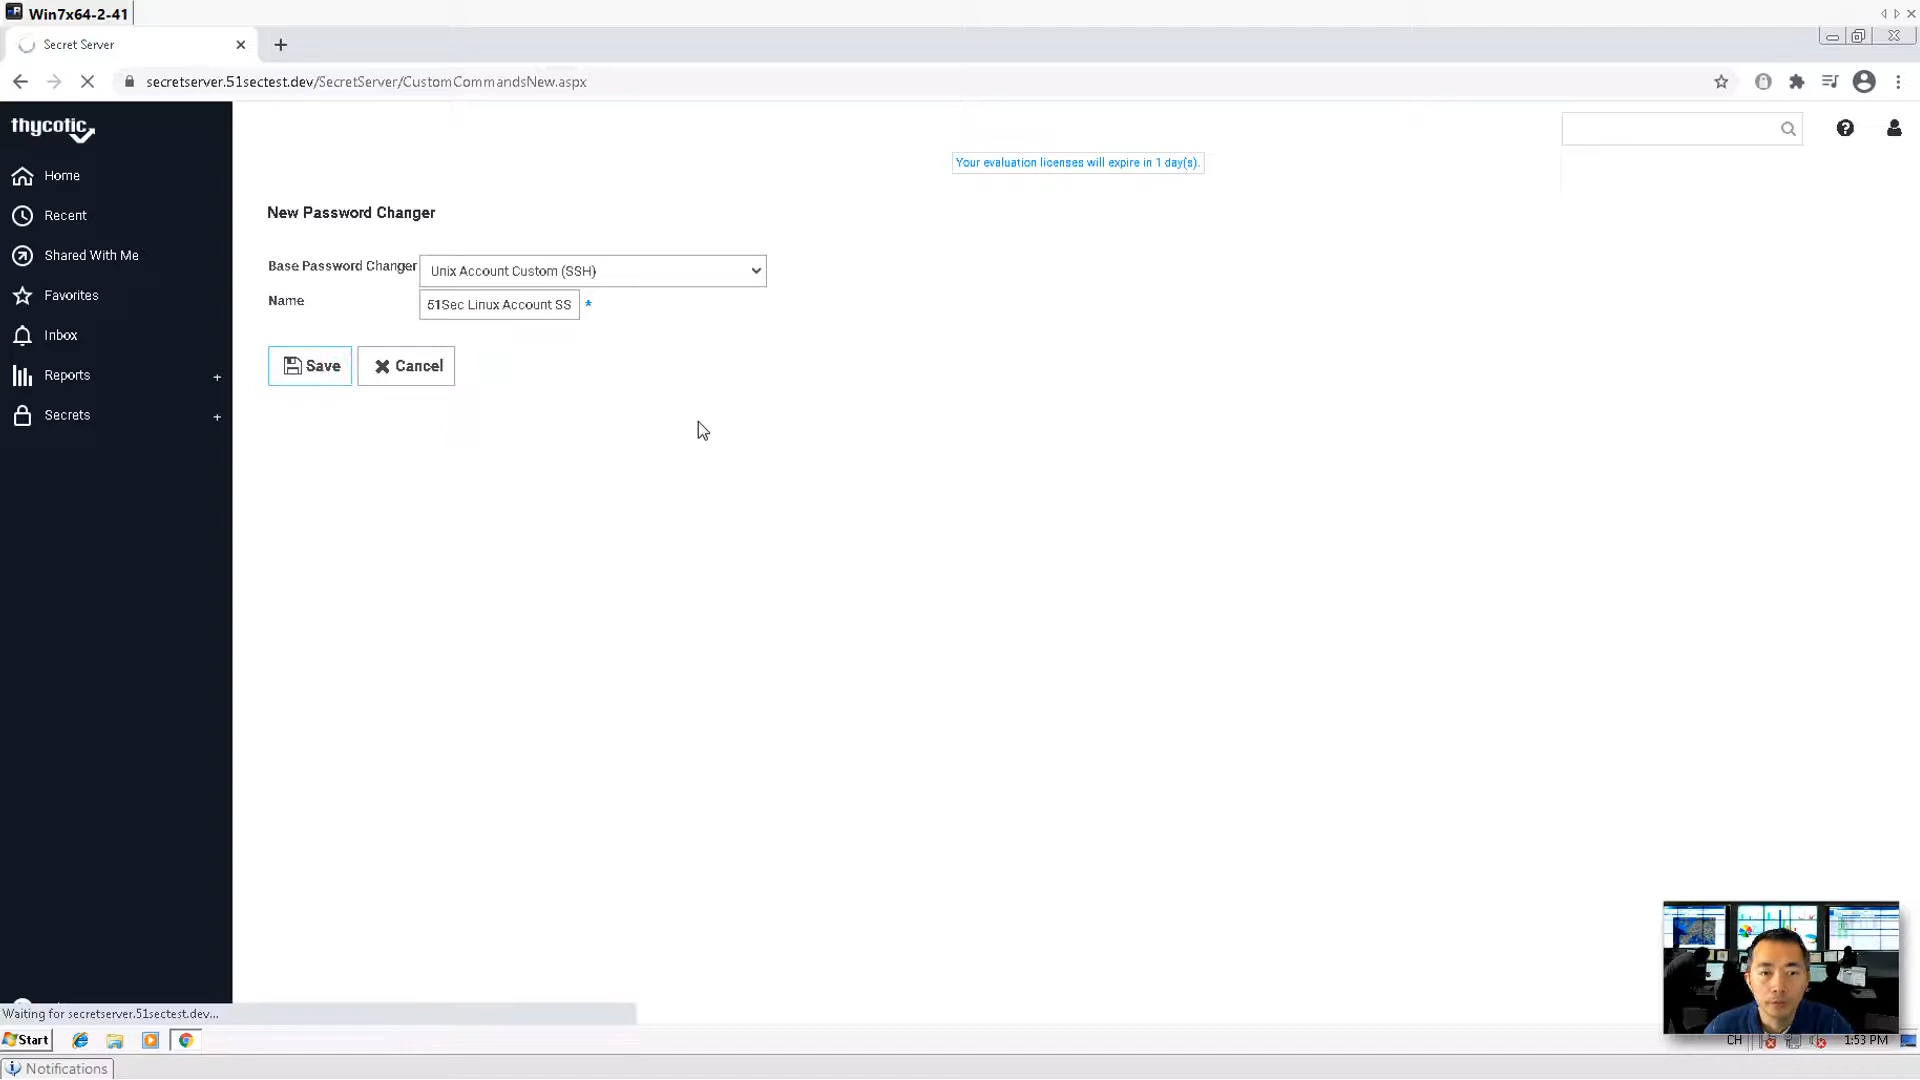 Win7x64-2-41
Secret Server
secretserver.51sectest.dev/SecretServer/CustomCommandsNew.aspx
thycotic
Your evaluation licenses will expire in 1 day(s).
Home
Recent
Shared With Me
Favorites
Inbox
Reports +
Secrets +
New Password Changer
Base Password Changer Unix Account Custom (SSH)
Name 51Sec Linux Account SS *
Save Cancel
Waiting for secretserver.51sectest.dev...
Start
CH
1:53 PM
Notifications